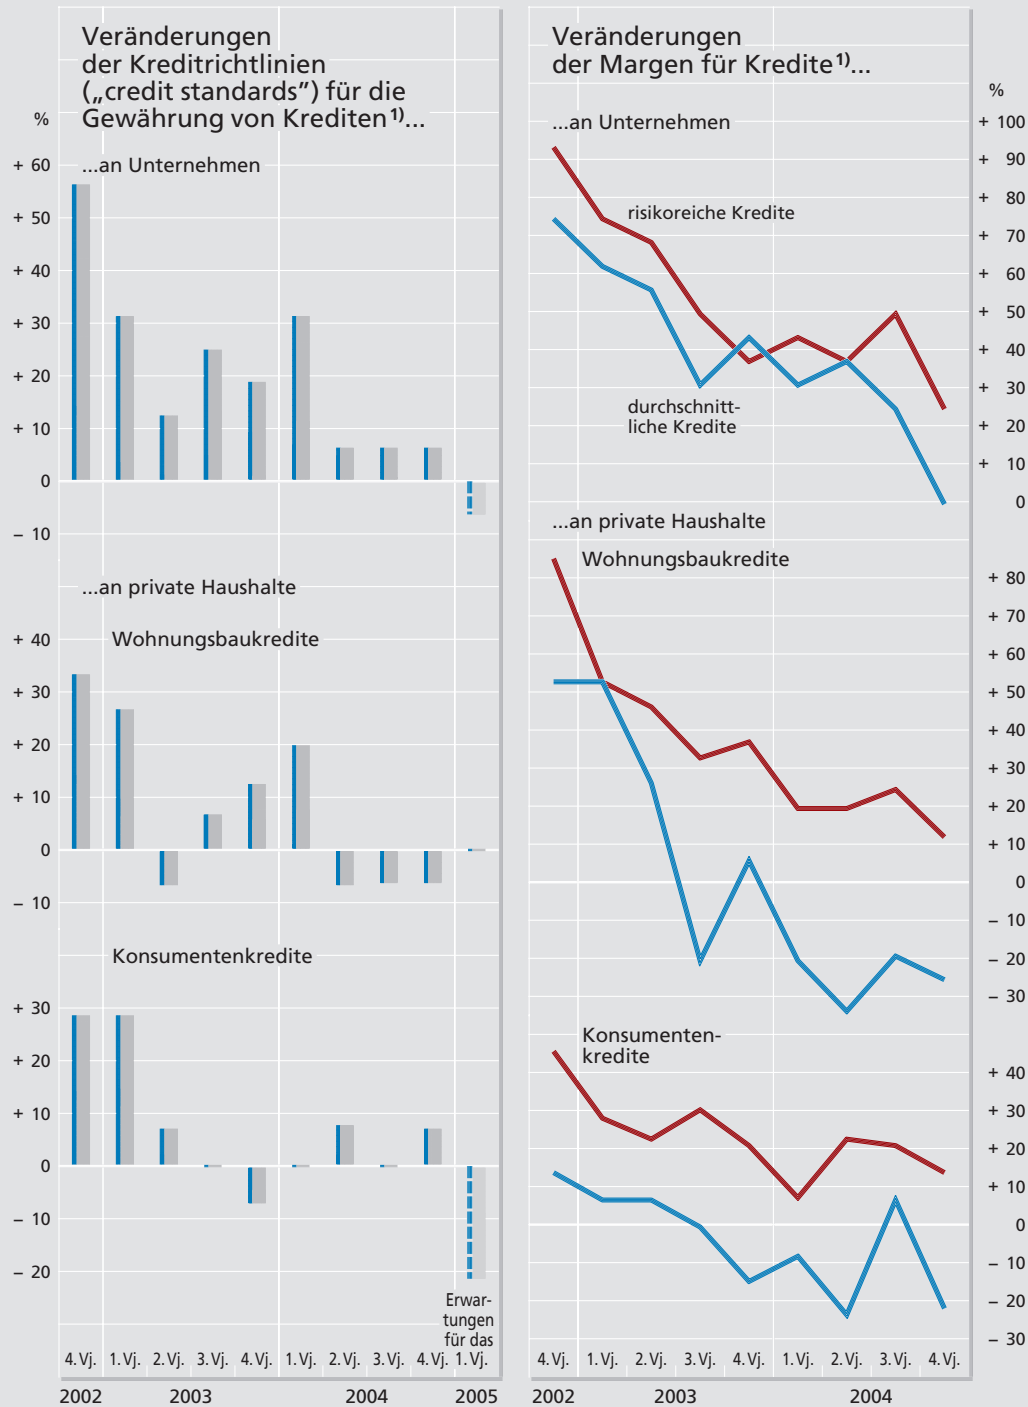 Veränderungen
der Kreditrichtlinien
(„credit standards”) für die
Gewährung von Krediten¹⁾...
%
...an Unternehmen
+ 60
+ 50
+ 40
+ 30
+ 20
+ 10
0
– 10
...an private Haushalte
Wohnungsbaukredite
+ 40
+ 30
+ 20
+ 10
0
– 10
Konsumentenkredite
+ 30
+ 20
+ 10
0
– 10
– 20
Erwar-
tungen
für das
4. Vj. 1. Vj. 2. Vj. 3. Vj. 4. Vj. 1. Vj. 2. Vj. 3. Vj. 4. Vj. 1. Vj.
2002 2003 2004 2005
Veränderungen
der Margen für Kredite¹⁾...
%
...an Unternehmen
+ 100
+ 90
+ 80
+ 70
+ 60
+ 50
+ 40
+ 30
+ 20
+ 10
0
risikoreiche Kredite
durchschnitt-
liche Kredite
...an private Haushalte
Wohnungsbaukredite
+ 80
+ 70
+ 60
+ 50
+ 40
+ 30
+ 20
+ 10
0
– 10
– 20
– 30
Konsumenten-
kredite
+ 40
+ 30
+ 20
+ 10
0
– 10
– 20
– 30
4. Vj. 1. Vj. 2. Vj. 3. Vj. 4. Vj. 1. Vj. 2. Vj. 3. Vj. 4. Vj.
2002 2003 2004